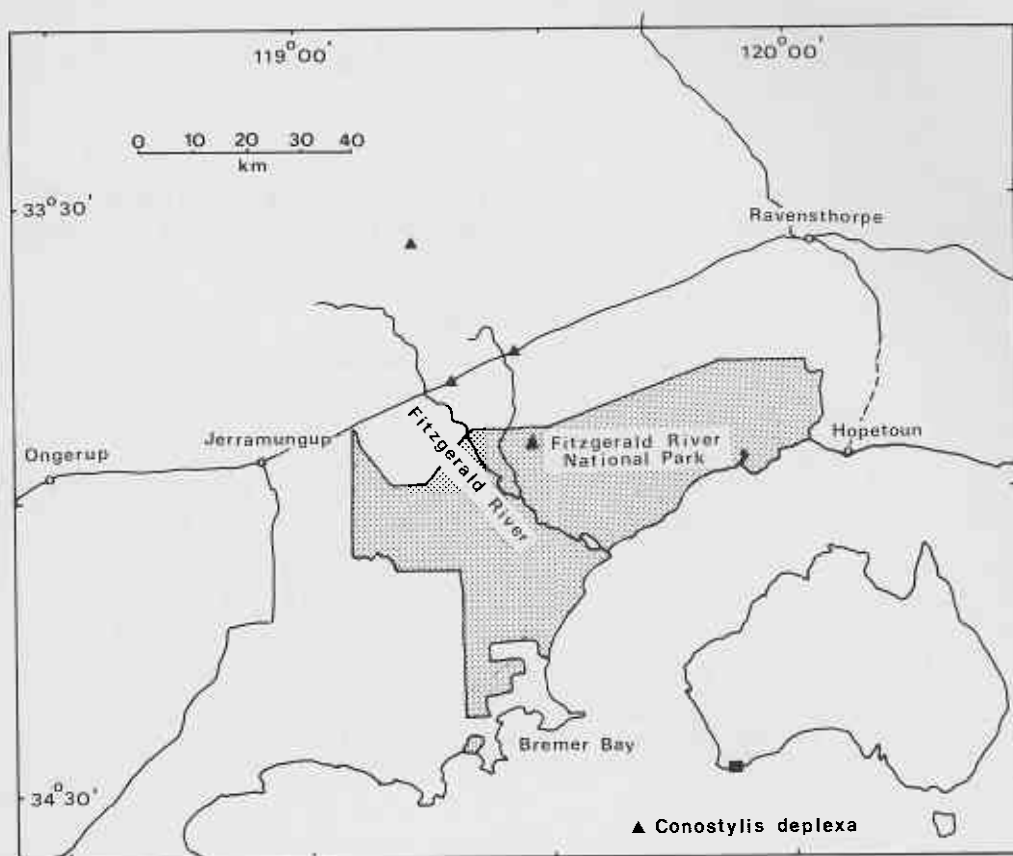 119°00'
120°00'
0 10 20 30 40
km
33°30'
Ravensthorpe
Fitzgerald River
Jerramungup
Ongerup
Fitzgerald River
National Park
Hopetoun
Bremer Bay
34°30'
▲ Conostylis deplexa